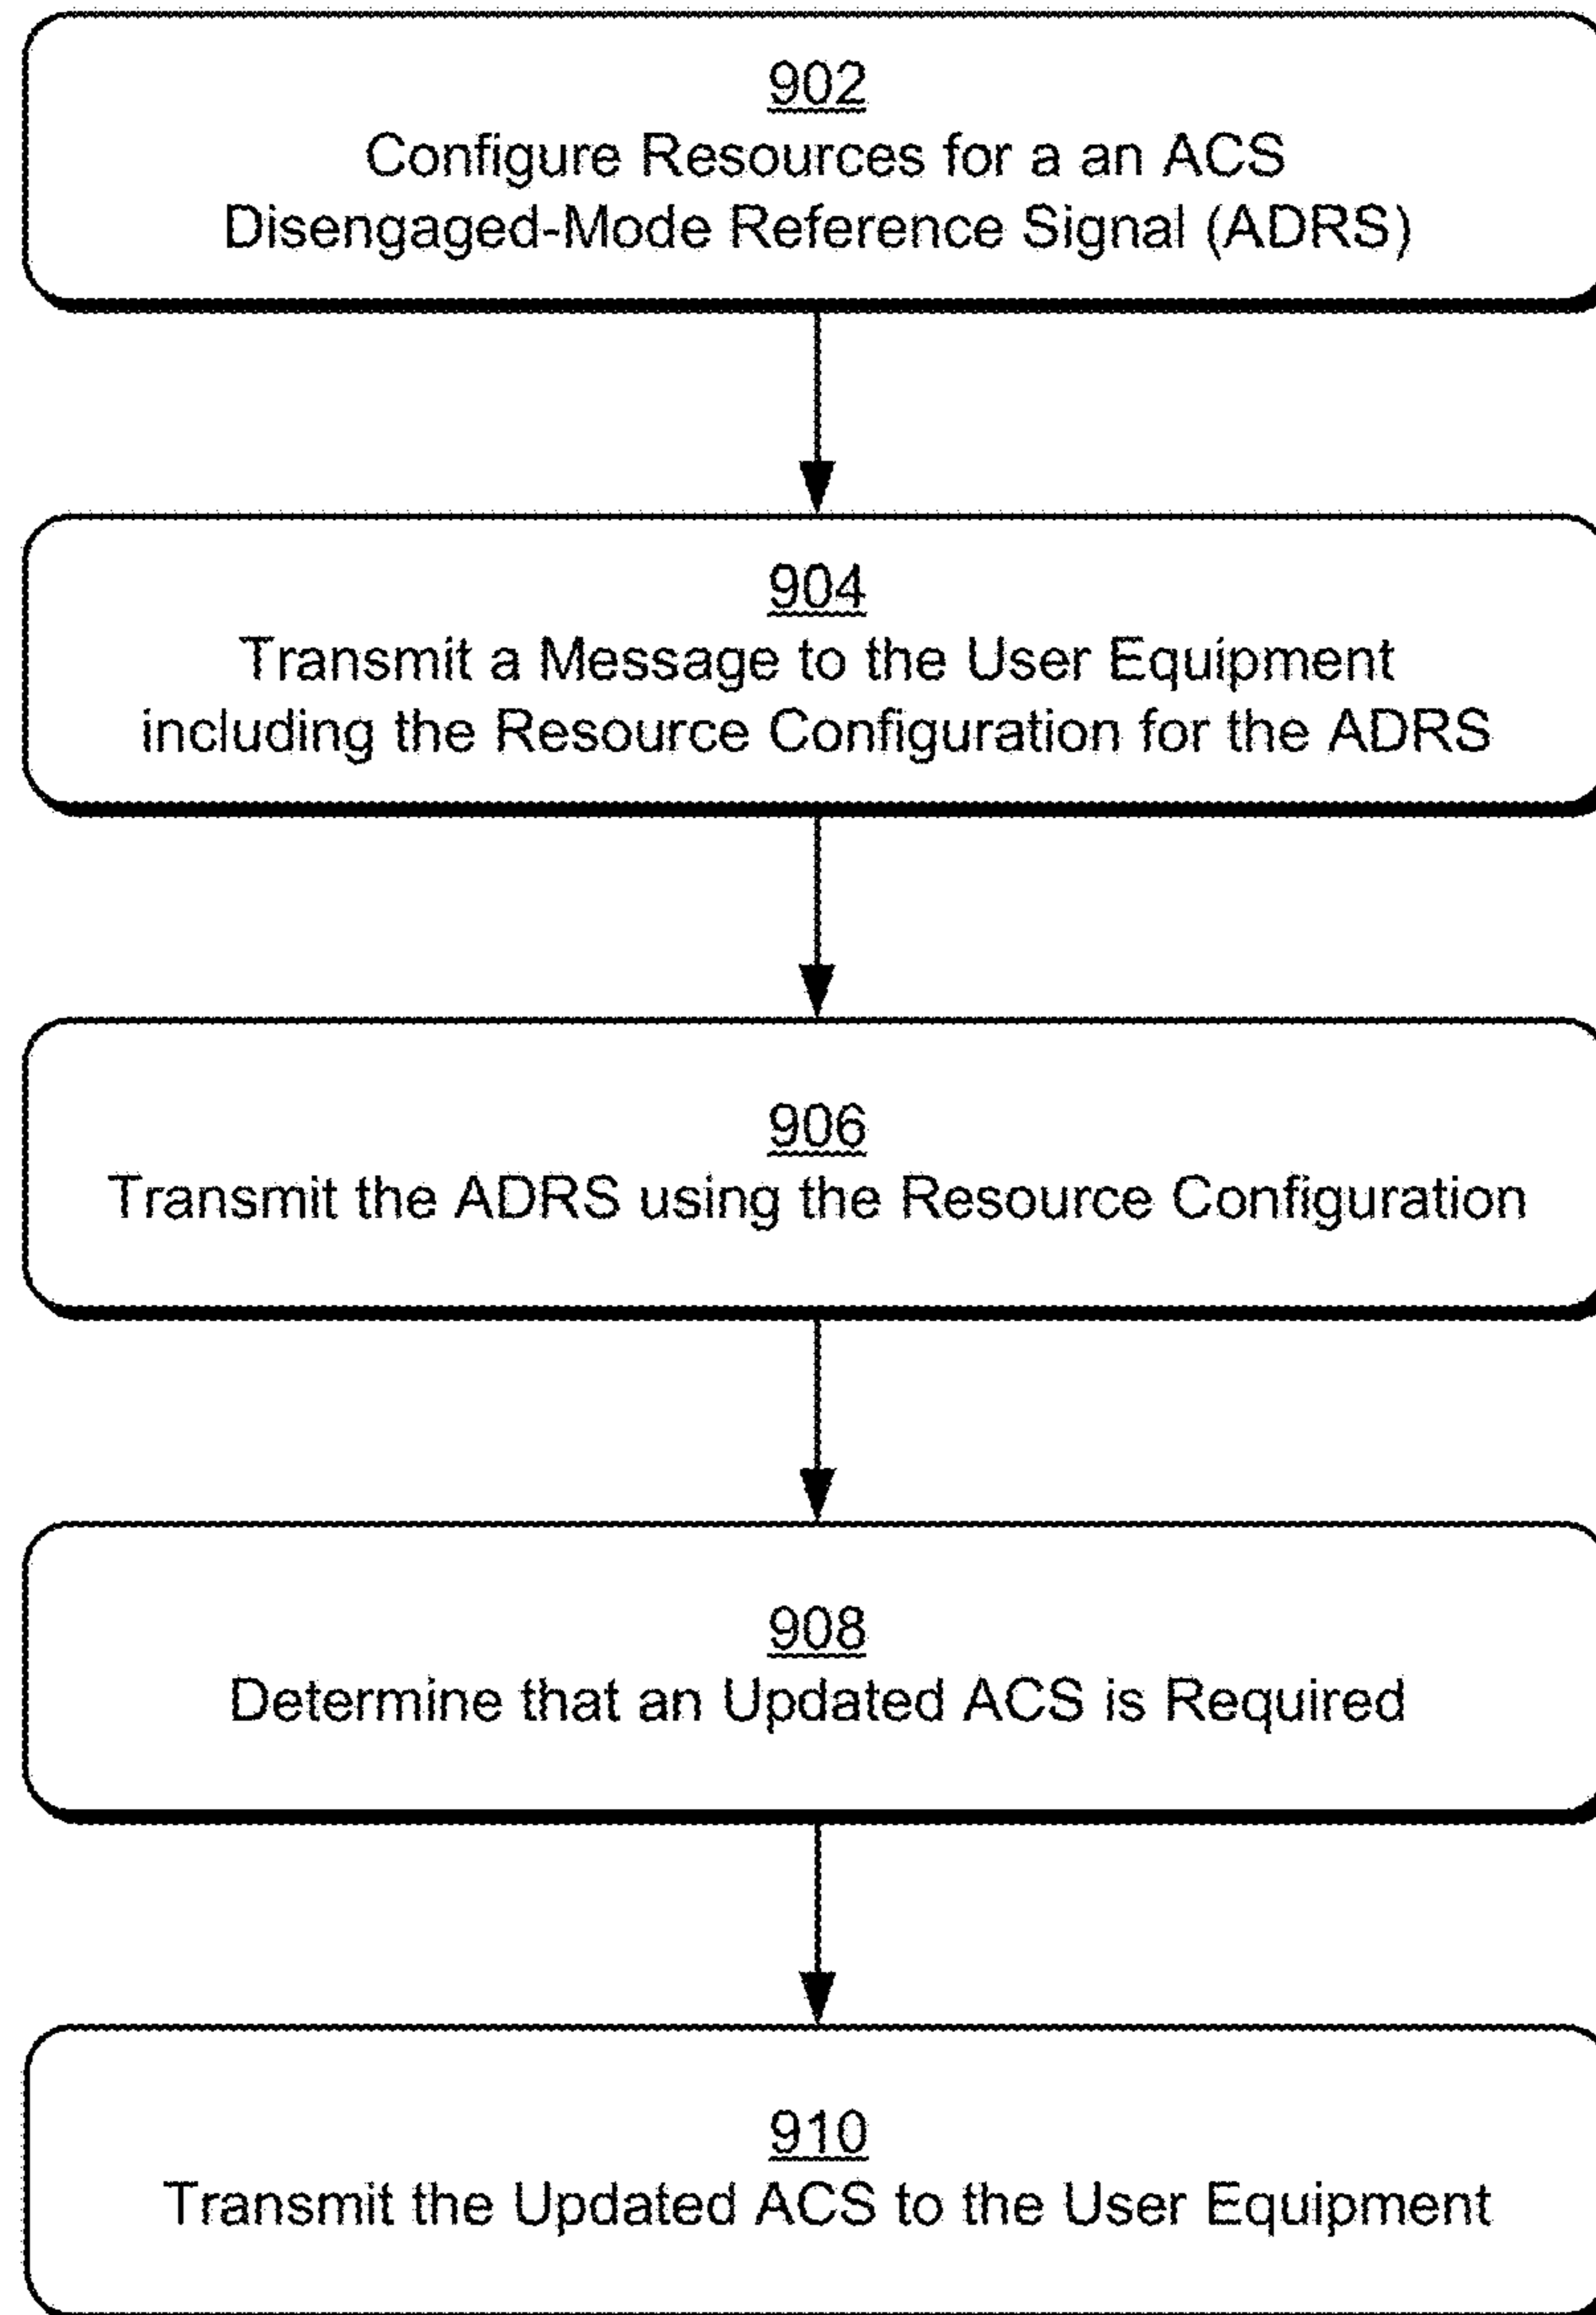 902
Configure Resources for a an ACS
Disengaged-Mode Reference Signal (ADRS)
904
Transmit a Message to the User Equipment
including the Resource Configuration for the ADRS
906
Transmit the ADRS using the Resource Configuration
908
Determine that an Updated ACS is Required
910
Transmit the Updated ACS to the User Equipment